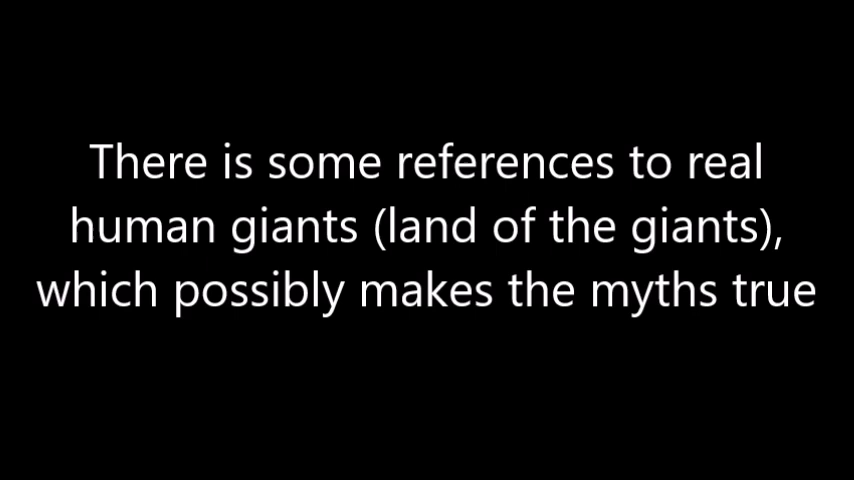 There is some references to real
human giants (land of the giants),
which possibly makes the myths true